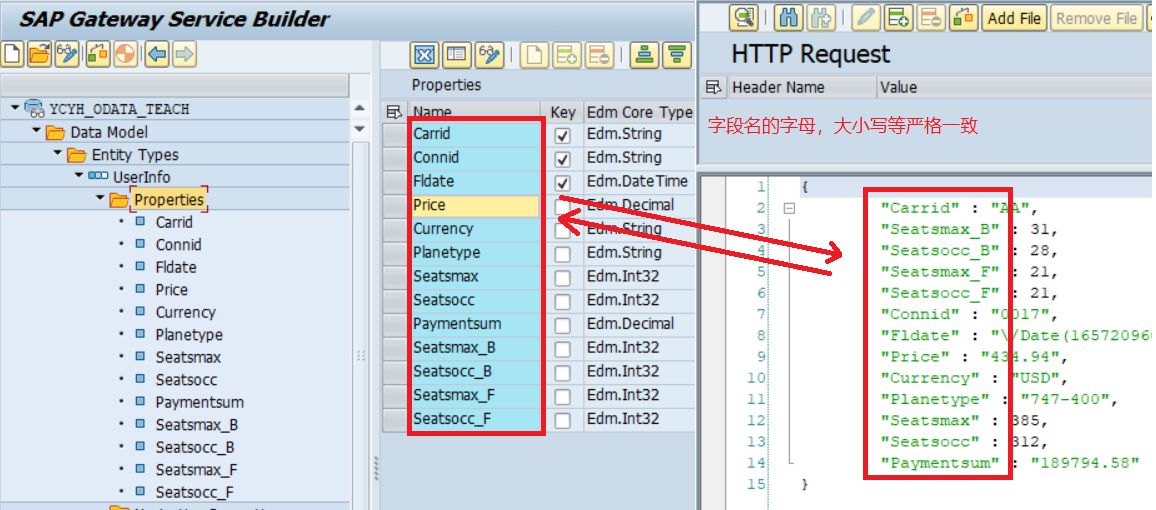 SAP Gateway Service Builder
YCYH_ODATA_TEACH
Data Model
Entity Types
UserInfo
Properties
Carrid
Connid
Fldate
Price
Currency
Planetype
Seatsmax
Seatsocc
Paymentsum
Seatsmax_B
Seatsocc_B
Seatsmax_F
Seatsocc_F
Properties
Name Key Edm Core Type
Carrid Edm.String
Connid Edm.String
Fldate Edm.DateTime
Price Edm.Decimal
Currency Edm.String
Planetype Edm.String
Seatsmax Edm.Int32
Seatsocc Edm.Int32
Paymentsum Edm.Decimal
Seatsmax_B Edm.Int32
Seatsocc_B Edm.Int32
Seatsmax_F Edm.Int32
Seatsocc_F Edm.Int32
Add File Remove File
HTTP Request
Header Name Value
字段名的字母，大小写等严格一致
1 {
2 "Carrid" : "AA",
3 "Seatsmax_B" : 31,
4 "Seatsocc_B" : 28,
5 "Seatsmax_F" : 21,
6 "Seatsocc_F" : 21,
7 "Connid" : "0017",
8 "Fldate" : "\/Date(165720960
9 "Price" : "434.94",
10 "Currency" : "USD",
11 "Planetype" : "747-400",
12 "Seatsmax" : 385,
13 "Seatsocc" : 312,
14 "Paymentsum" : "189794.58"
15 }